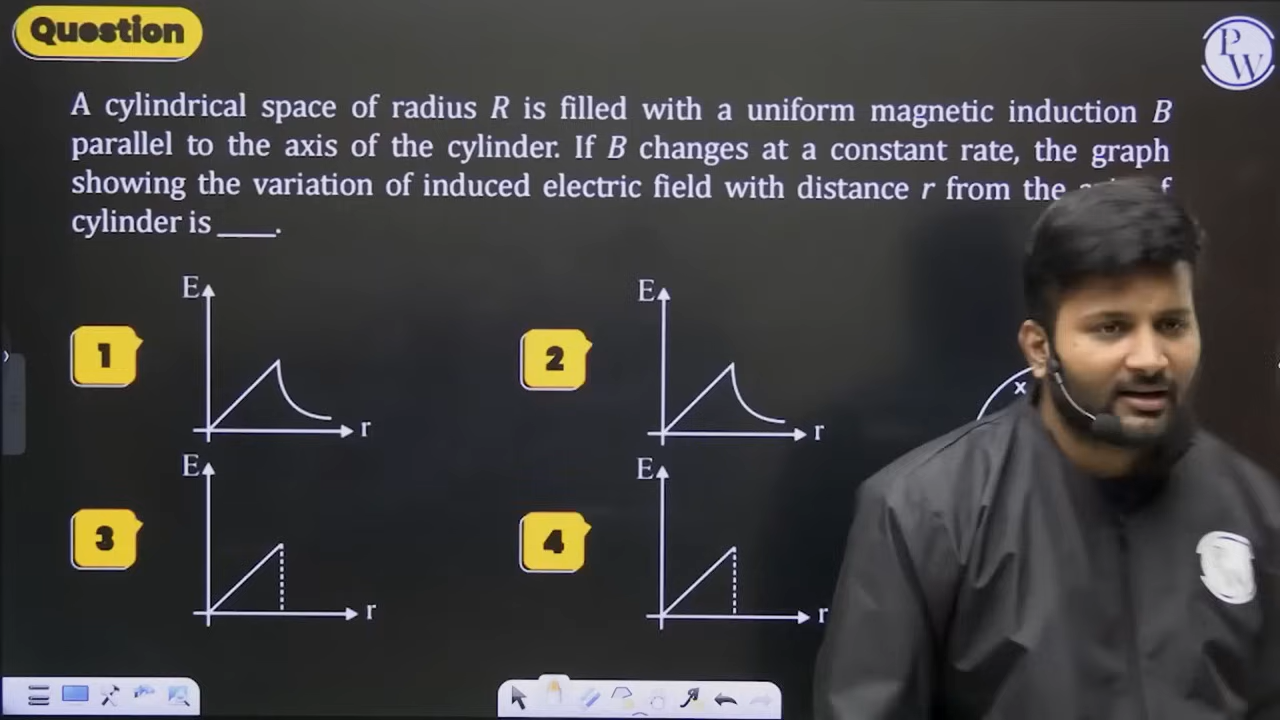 Question
P
W
A cylindrical space of radius R is filled with a uniform magnetic induction B
parallel to the axis of the cylinder. If B changes at a constant rate, the graph
showing the variation of induced electric field with distance r from the
cylinder is ____.
1
E
r
2
E
r
x
3
E
r
4
E
r